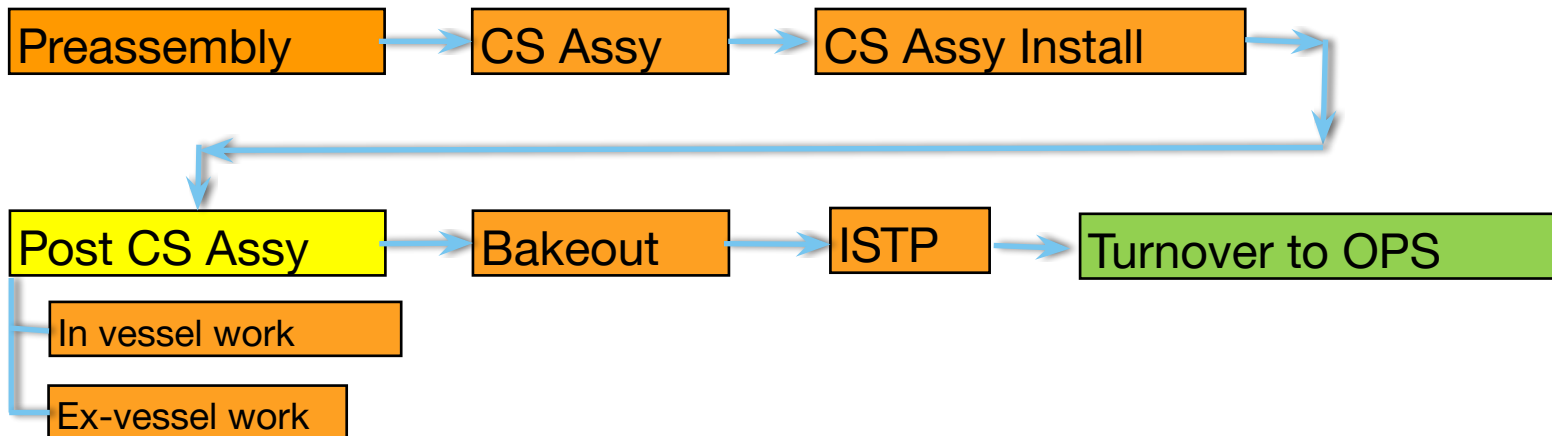 Preassembly
CS Assy
CS Assy Install
Post CS Assy
Bakeout
ISTP
Turnover to OPS
In vessel work
Ex-vessel work